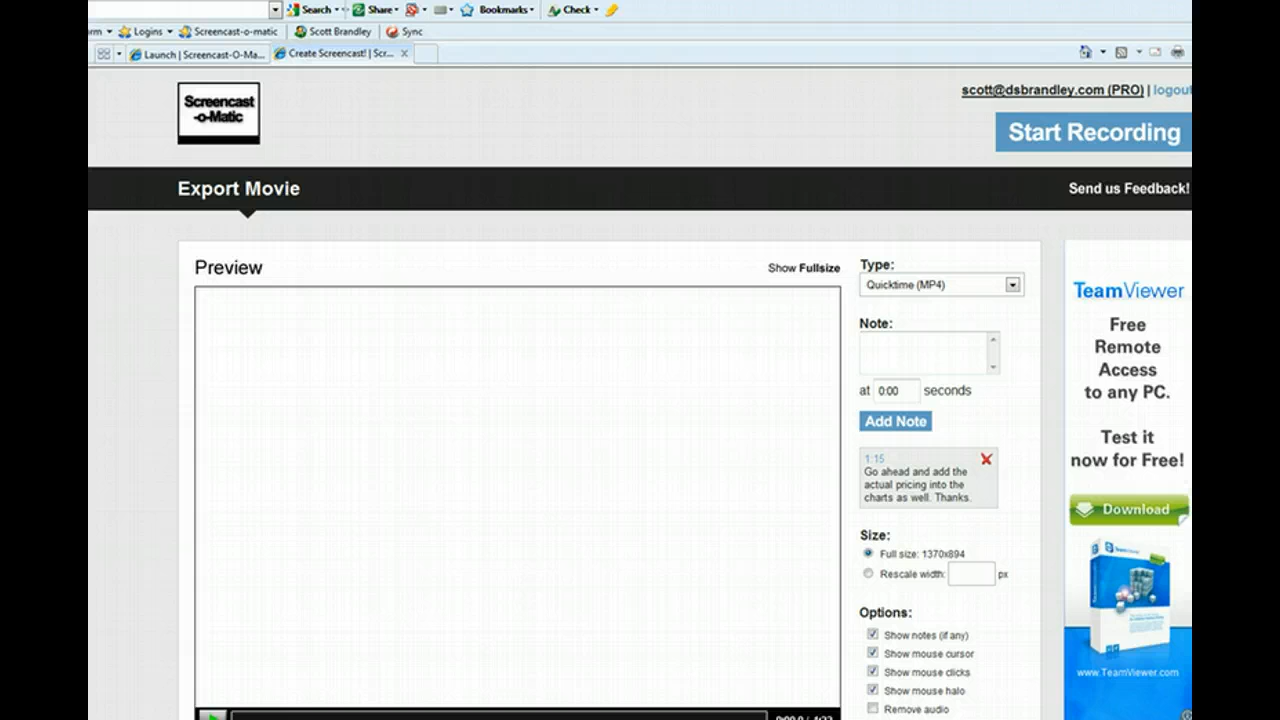 Search
Share
Bookmarks
Check
rm
Logins
Screencast-o-matic
Scott Brandley
Sync
Launch | Screencast-O-Ma...
Create Screencast! | Scr...
Screencast
-o-Matic
scott@dsbrandley.com (PRO) | logout
Start Recording
Export Movie
Send us Feedback!
Preview
Show Fullsize
Type:
Quicktime (MP4)
Note:
at 0:00 seconds
Add Note
1:15
Go ahead and add the
actual pricing into the
charts as well. Thanks.
Size:
Full size: 1370x894
Rescale width: px
Options:
Show notes (if any)
Show mouse cursor
Show mouse clicks
Show mouse halo
Remove audio
TeamViewer
Free
Remote
Access
to any PC.
Test it
now for Free!
Download
www.TeamViewer.com